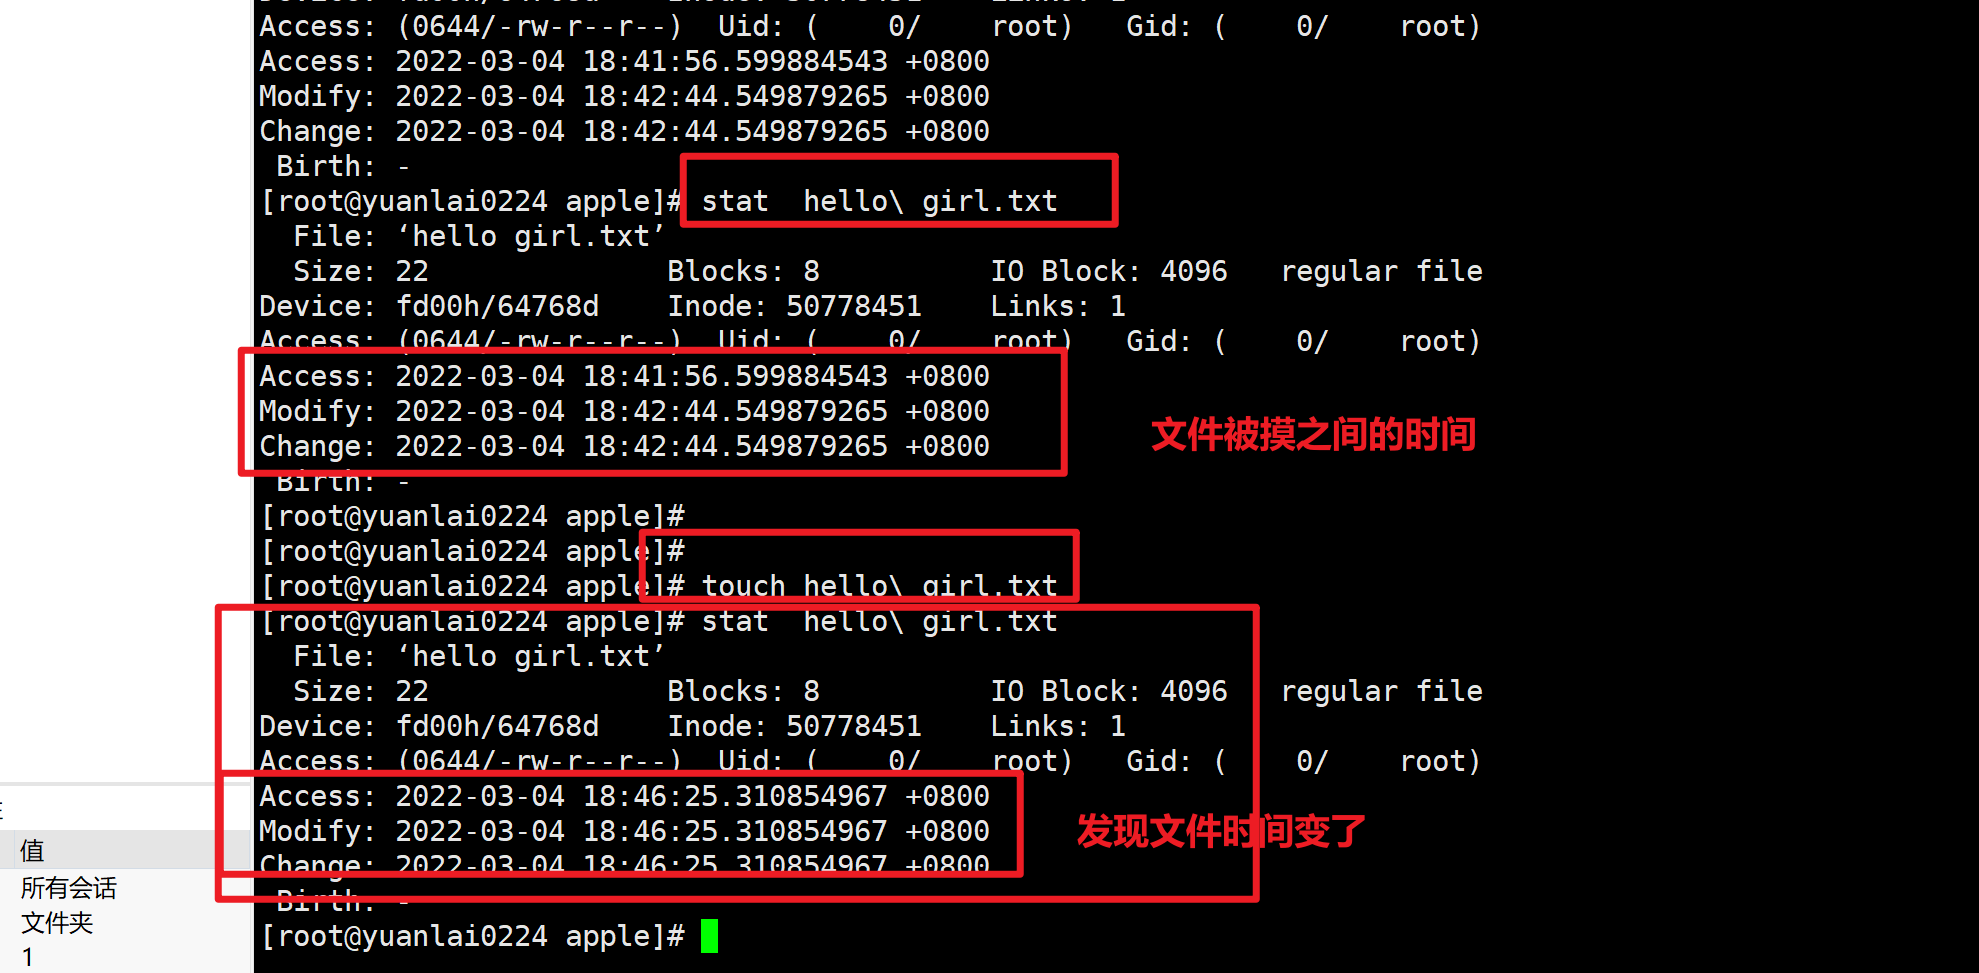 Device: fd00h/64768d    Inode: 50778451    Links: 1
Access: (0644/-rw-r--r--)  Uid: (    0/    root)   Gid: (    0/    root)
Access: 2022-03-04 18:41:56.599884543 +0800
Modify: 2022-03-04 18:42:44.549879265 +0800
Change: 2022-03-04 18:42:44.549879265 +0800
 Birth: -
[root@yuanlai0224 apple]# stat  hello\ girl.txt
  File: ‘hello girl.txt’
  Size: 22              Blocks: 8          IO Block: 4096   regular file
Device: fd00h/64768d    Inode: 50778451    Links: 1
Access: (0644/-rw-r--r--)  Uid: (    0/    root)   Gid: (    0/    root)
Access: 2022-03-04 18:41:56.599884543 +0800
Modify: 2022-03-04 18:42:44.549879265 +0800
文件被摸之间的时间
Change: 2022-03-04 18:42:44.549879265 +0800
 Birth: -
[root@yuanlai0224 apple]#
[root@yuanlai0224 apple]#
[root@yuanlai0224 apple]# touch hello\ girl.txt
[root@yuanlai0224 apple]# stat  hello\ girl.txt
  File: ‘hello girl.txt’
  Size: 22              Blocks: 8          IO Block: 4096   regular file
Device: fd00h/64768d    Inode: 50778451    Links: 1
Access: (0644/-rw-r--r--)  Uid: (    0/    root)   Gid: (    0/    root)
Access: 2022-03-04 18:46:25.310854967 +0800
Modify: 2022-03-04 18:46:25.310854967 +0800
发现文件时间变了
Change: 2022-03-04 18:46:25.310854967 +0800
 Birth: -
[root@yuanlai0224 apple]#
值
所有会话
文件夹
1